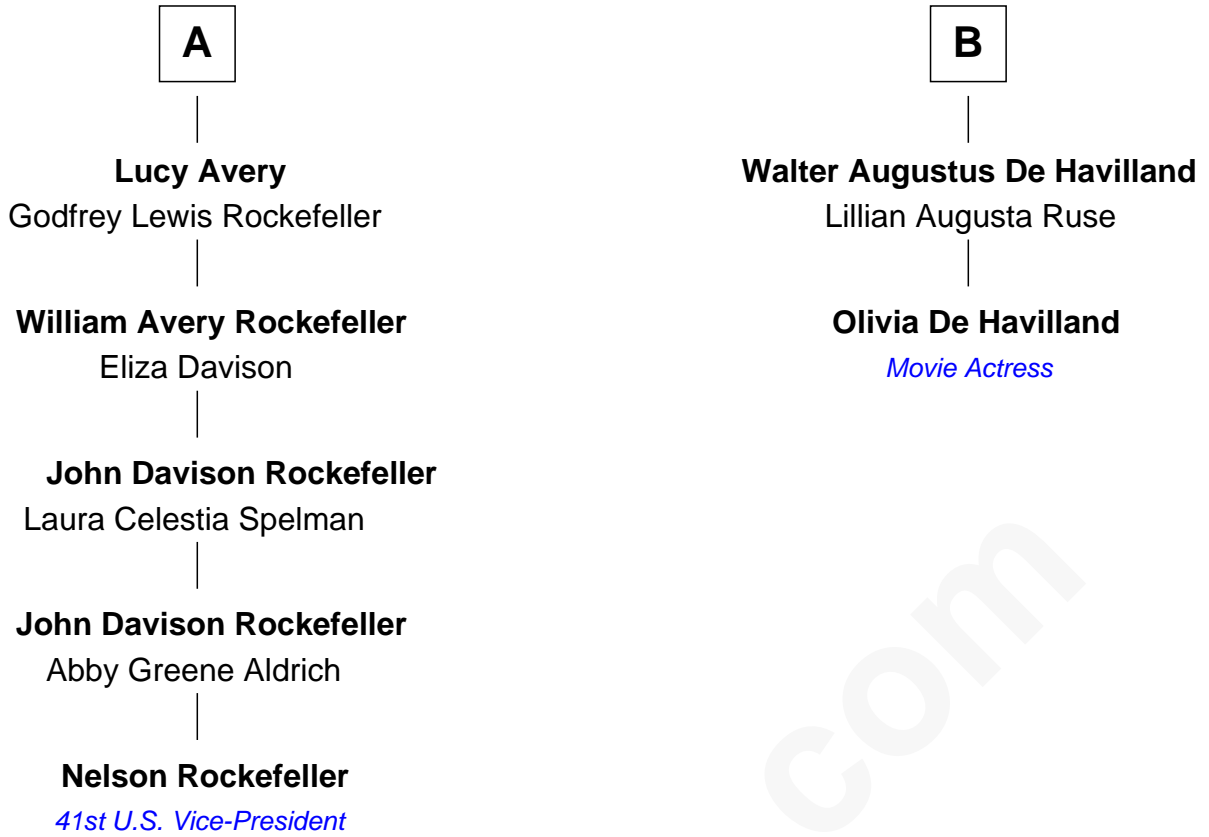 A
Lucy Avery
Godfrey Lewis Rockefeller
William Avery Rockefeller
Eliza Davison
John Davison Rockefeller
Laura Celestia Spelman
John Davison Rockefeller
Abby Greene Aldrich
Nelson Rockefeller
41st U.S. Vice-President
B
Walter Augustus De Havilland
Lillian Augusta Ruse
Olivia De Havilland
Movie Actress
com